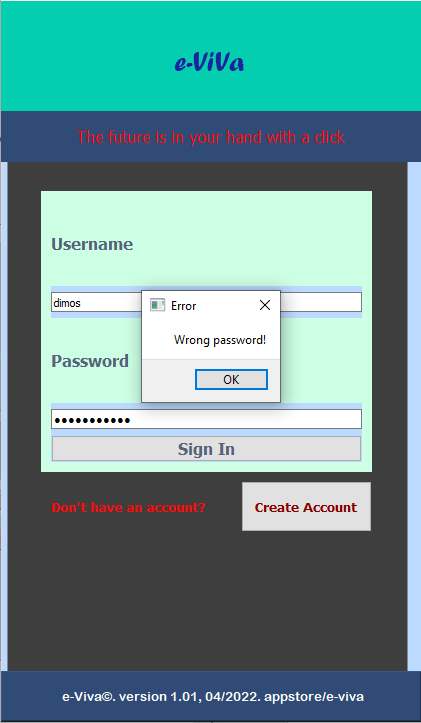 e-ViVa
The future is in your hand with a click
Username
dimos
Error
Wrong password!
OK
Password
•••••••••••
Sign In
Don't have an account?
Create Account
e-Viva©. version 1.01, 04/2022. appstore/e-viva